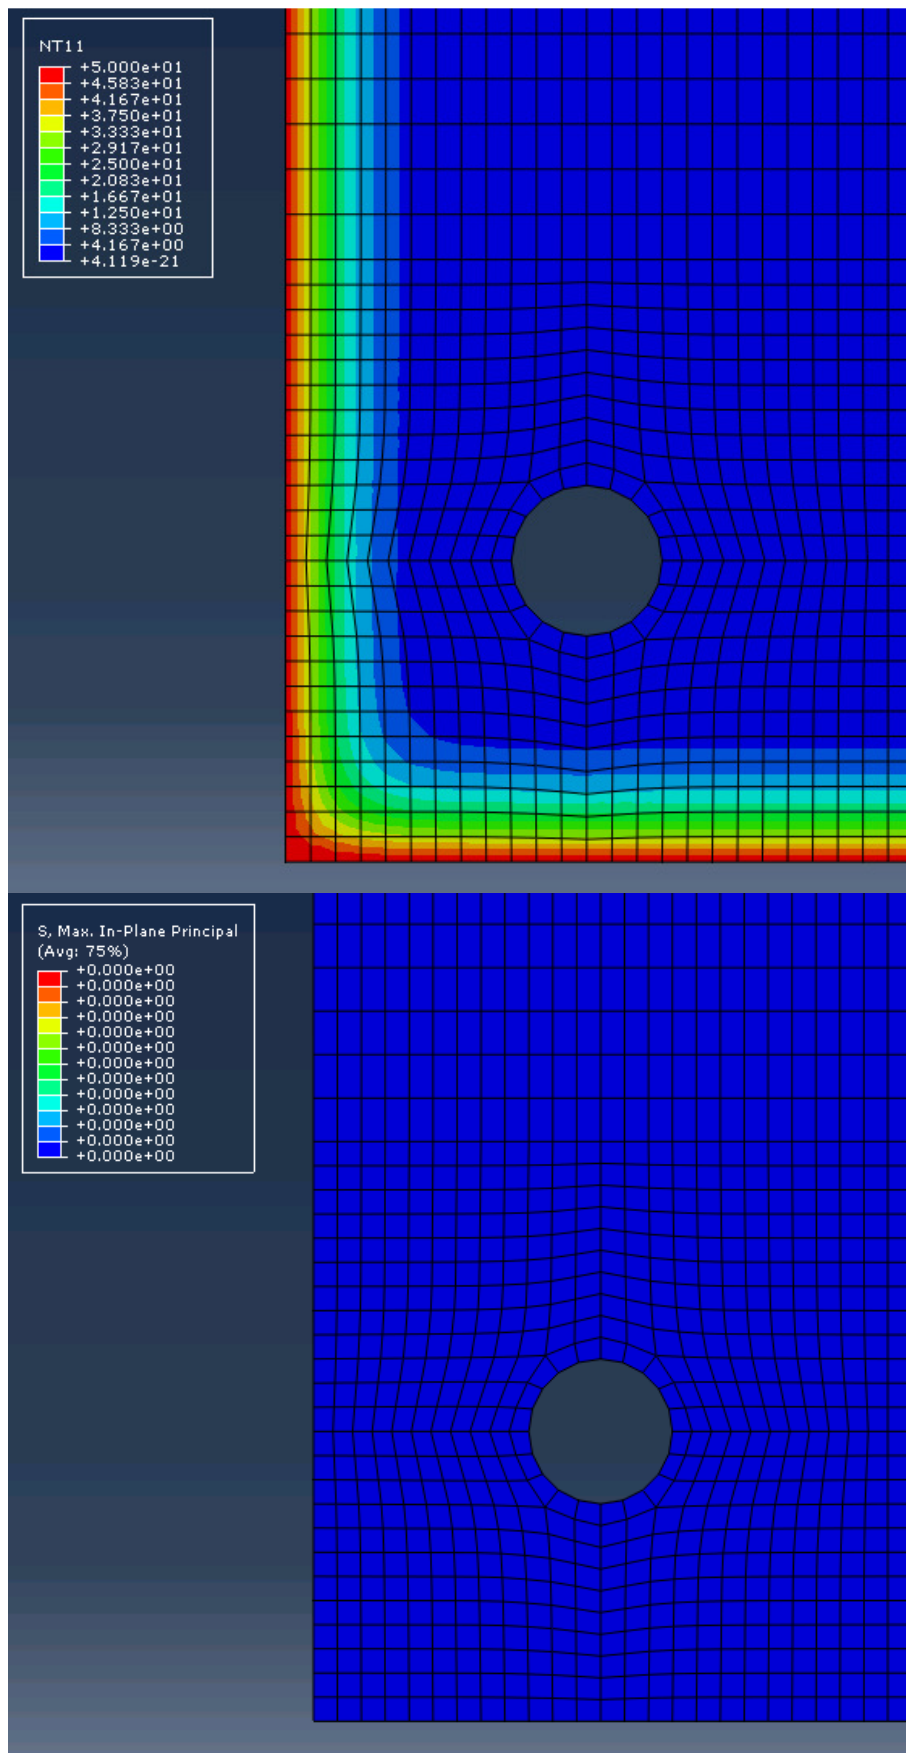 NT11
+5.000e+01
+4.583e+01
+4.167e+01
+3.750e+01
+3.333e+01
+2.917e+01
+2.500e+01
+2.083e+01
+1.667e+01
+1.250e+01
+8.333e+00
+4.167e+00
+4.119e-21
S, Max. In-Plane Principal
(Avg: 75%)
+0.000e+00
+0.000e+00
+0.000e+00
+0.000e+00
+0.000e+00
+0.000e+00
+0.000e+00
+0.000e+00
+0.000e+00
+0.000e+00
+0.000e+00
+0.000e+00
+0.000e+00